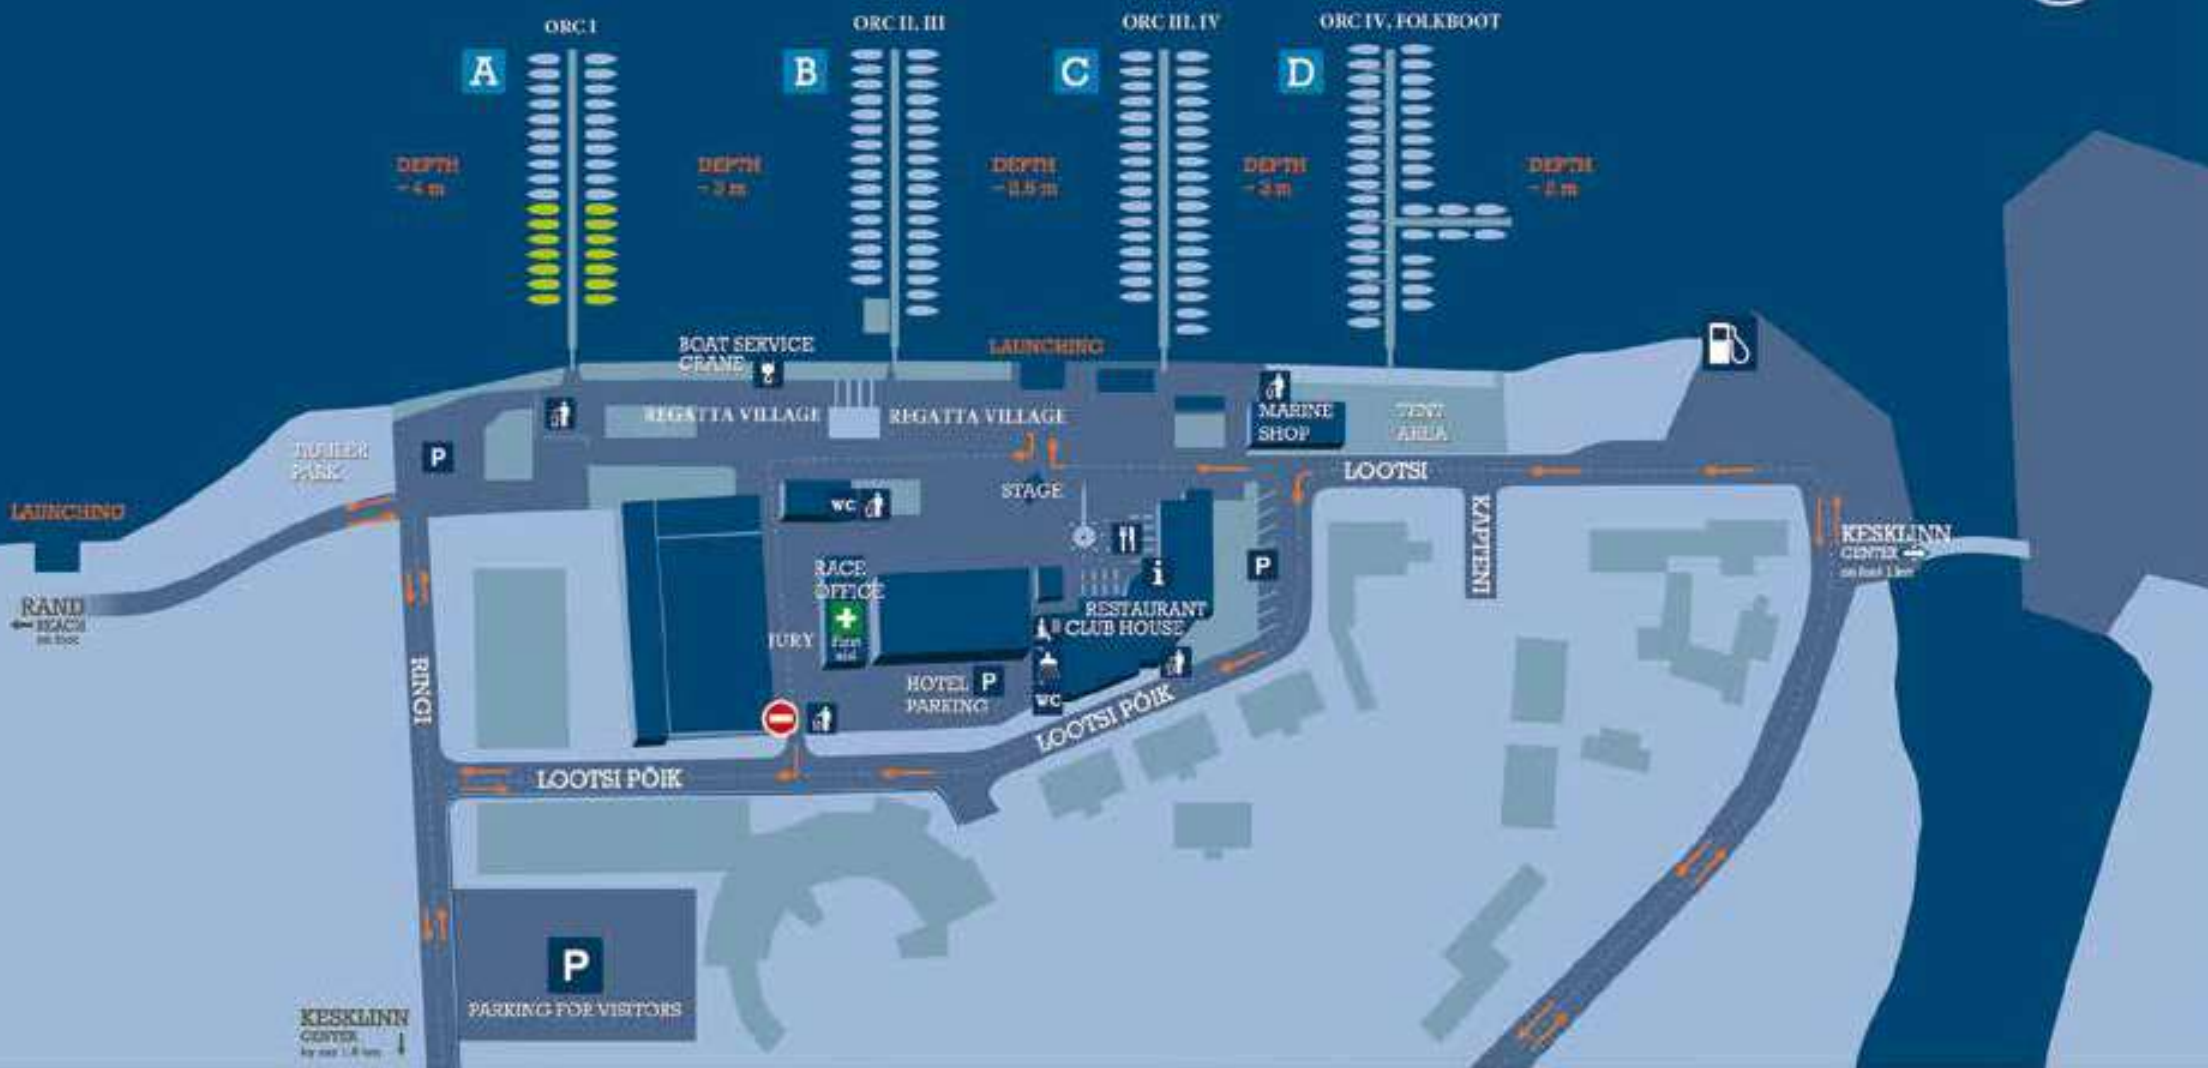 ORC I
ORC II, III
ORC III, IV
ORC IV, FOLKBOOT
A
B
C
D
DEPTH
DEPTH
DEPTH
DEPTH
DEPTH
BOAT SERVICE
CRANE
LAUNCHING
REGATTA VILLAGE
REGATTA VILLAGE
MARINE
SHOP
TENT
AREA
TRAILER
PARK
P
LOOTSI
STAGE
WC
LAUNCHING
KAPTENI
KESKLINN
CENTER
RAND
BEACH
RACE
OFFICE
First
aid
JURY
i
P
RESTAURANT
CLUB HOUSE
HOTEL
PARKING
P
WC
RINGI
LOOTSI PÕIK
LOOTSI PÕIK
P
PARKING FOR VISITORS
KESKLINN
CENTER